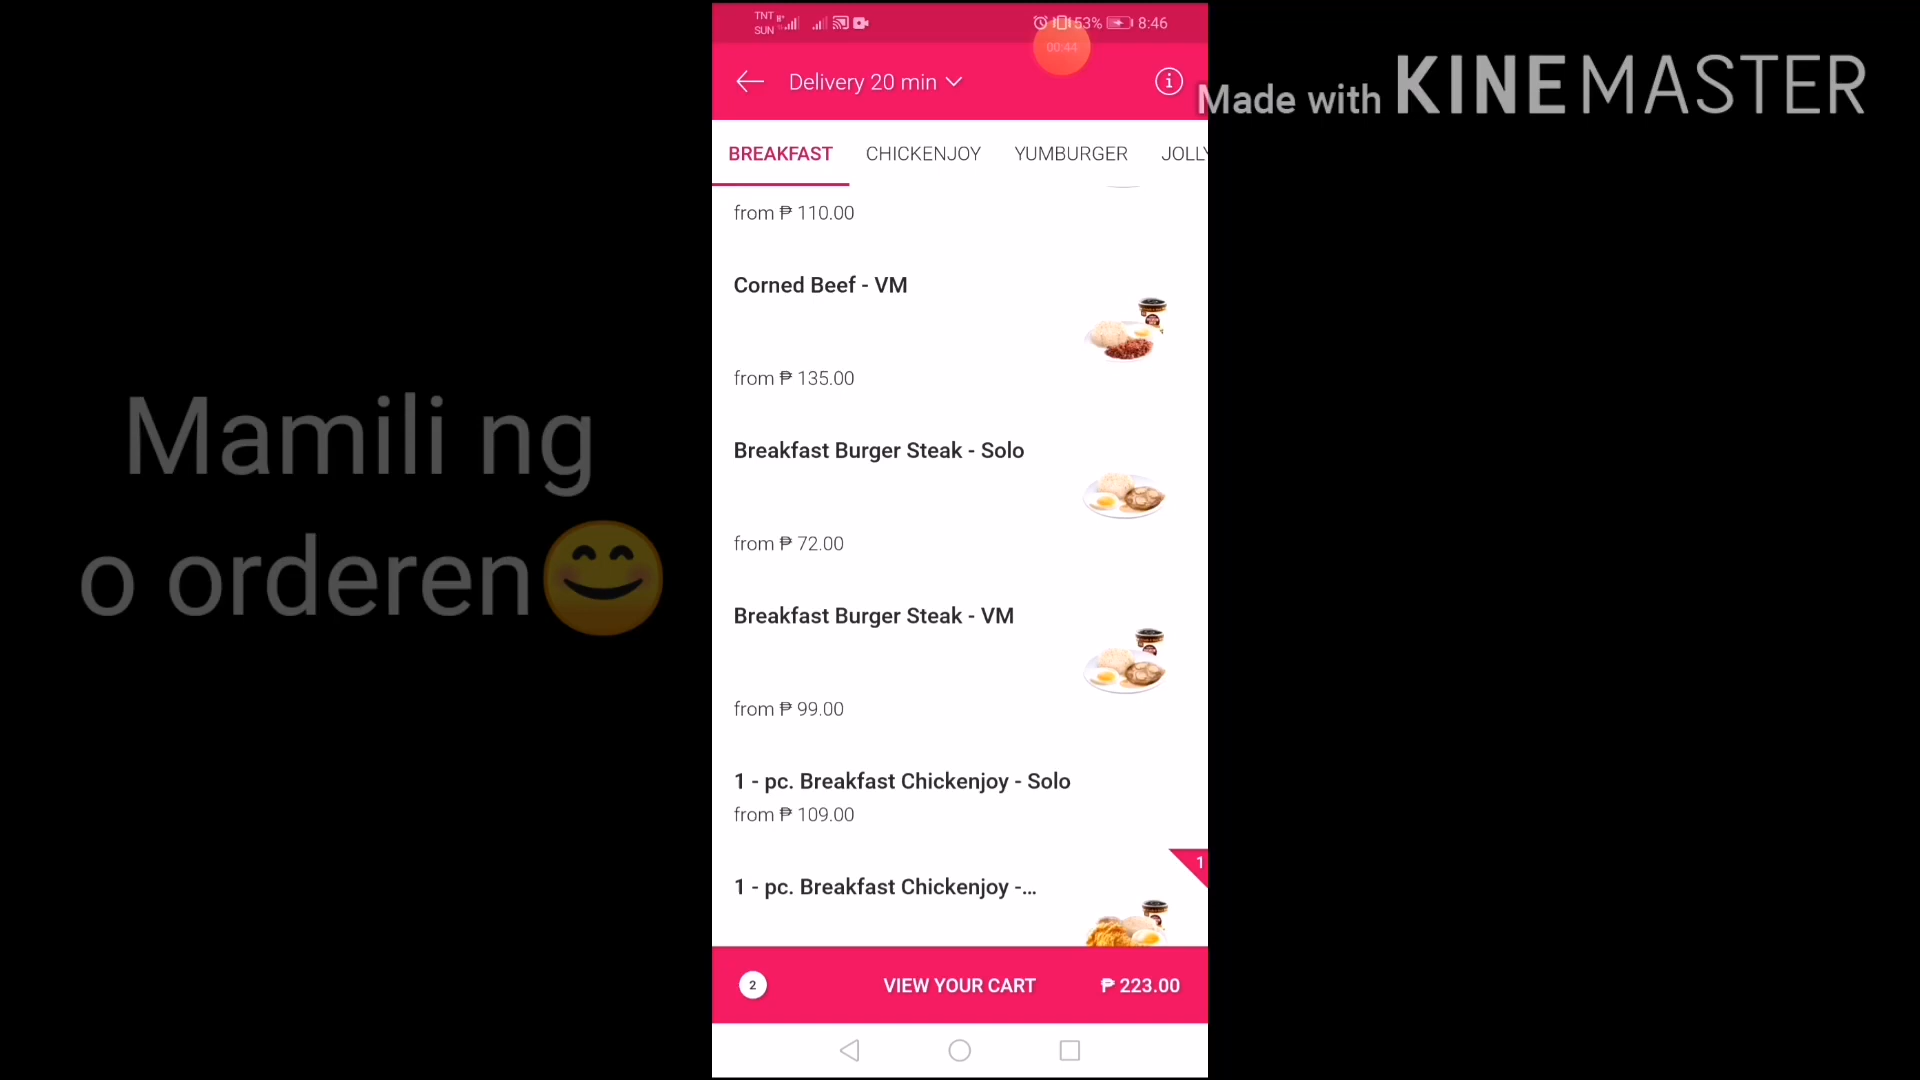 TNT
SUN
53%
8:46
00:44
Delivery 20 min
Made with KINEMASTER
BREAKFAST
CHICKENJOY
YUMBURGER
JOLLY
from ₱ 110.00
Corned Beef - VM
from ₱ 135.00
Mamili ng
o orderen😊
Breakfast Burger Steak - Solo
from ₱ 72.00
Breakfast Burger Steak - VM
from ₱ 99.00
1 - pc. Breakfast Chickenjoy - Solo
from ₱ 109.00
1
1 - pc. Breakfast Chickenjoy -...
2
VIEW YOUR CART
₱ 223.00